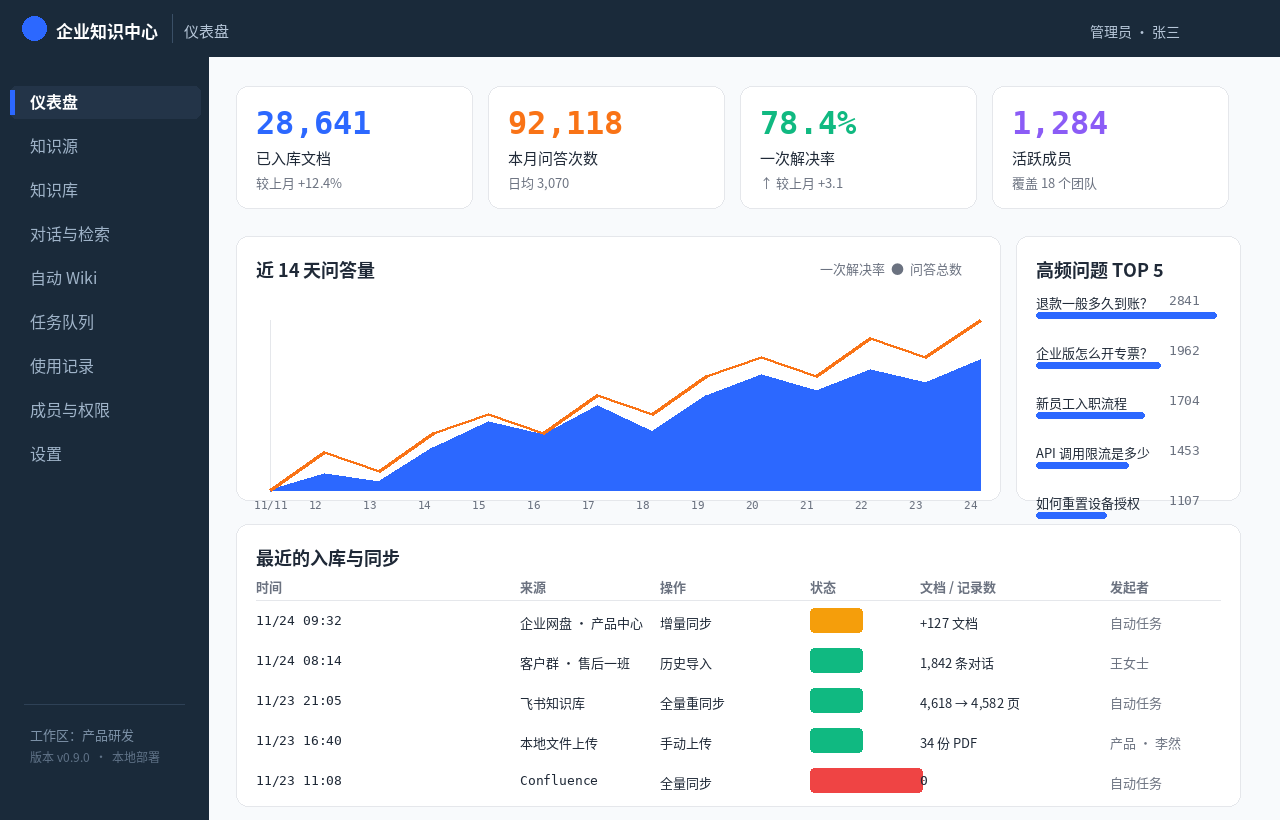 企业知识中心
仪表盘
管理员 · 张三
仪表盘
知识源
知识库
对话与检索
自动 Wiki
任务队列
使用记录
成员与权限
设置
工作区: 产品研发
版本 v0.9.0 · 本地部署
28,641
已入库文档
较上月 +12.4%
92,118
本月问答次数
日均 3,070
78.4%
一次解决率
↑ 较上月 +3.1
1,284
活跃成员
覆盖 18 个团队
近 14 天问答量
一次解决率 ● 问答总数
11/11 12 13 14 15 16 17 18 19 20 21 22 23 24
高频问题 TOP 5
退款一般多久到账? 2841
企业版怎么开专票? 1962
新员工入职流程 1704
API 调用限流是多少 1453
如何重置设备授权 1107
最近的入库与同步
时间 来源 操作 状态 文档 / 记录数 发起者
11/24 09:32 企业网盘 · 产品中心 增量同步 +127 文档 自动任务
11/24 08:14 客户群 · 售后一班 历史导入 1,842 条对话 王女士
11/23 21:05 飞书知识库 全量重同步 4,618 → 4,582 页 自动任务
11/23 16:40 本地文件上传 手动上传 34 份 PDF 产品 · 李然
11/23 11:08 Confluence 全量同步 0 自动任务